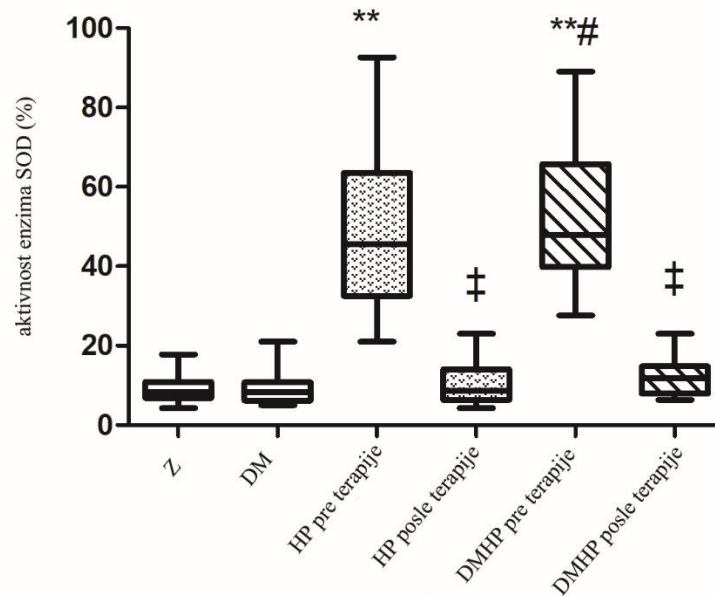 aktivnost enzima SOD (%)
100
80
60
40
20
0
**
‡
**#
‡
Z
DM
HP pre terapije
HP posle terapije
DMHP pre terapije
DMHP posle terapije